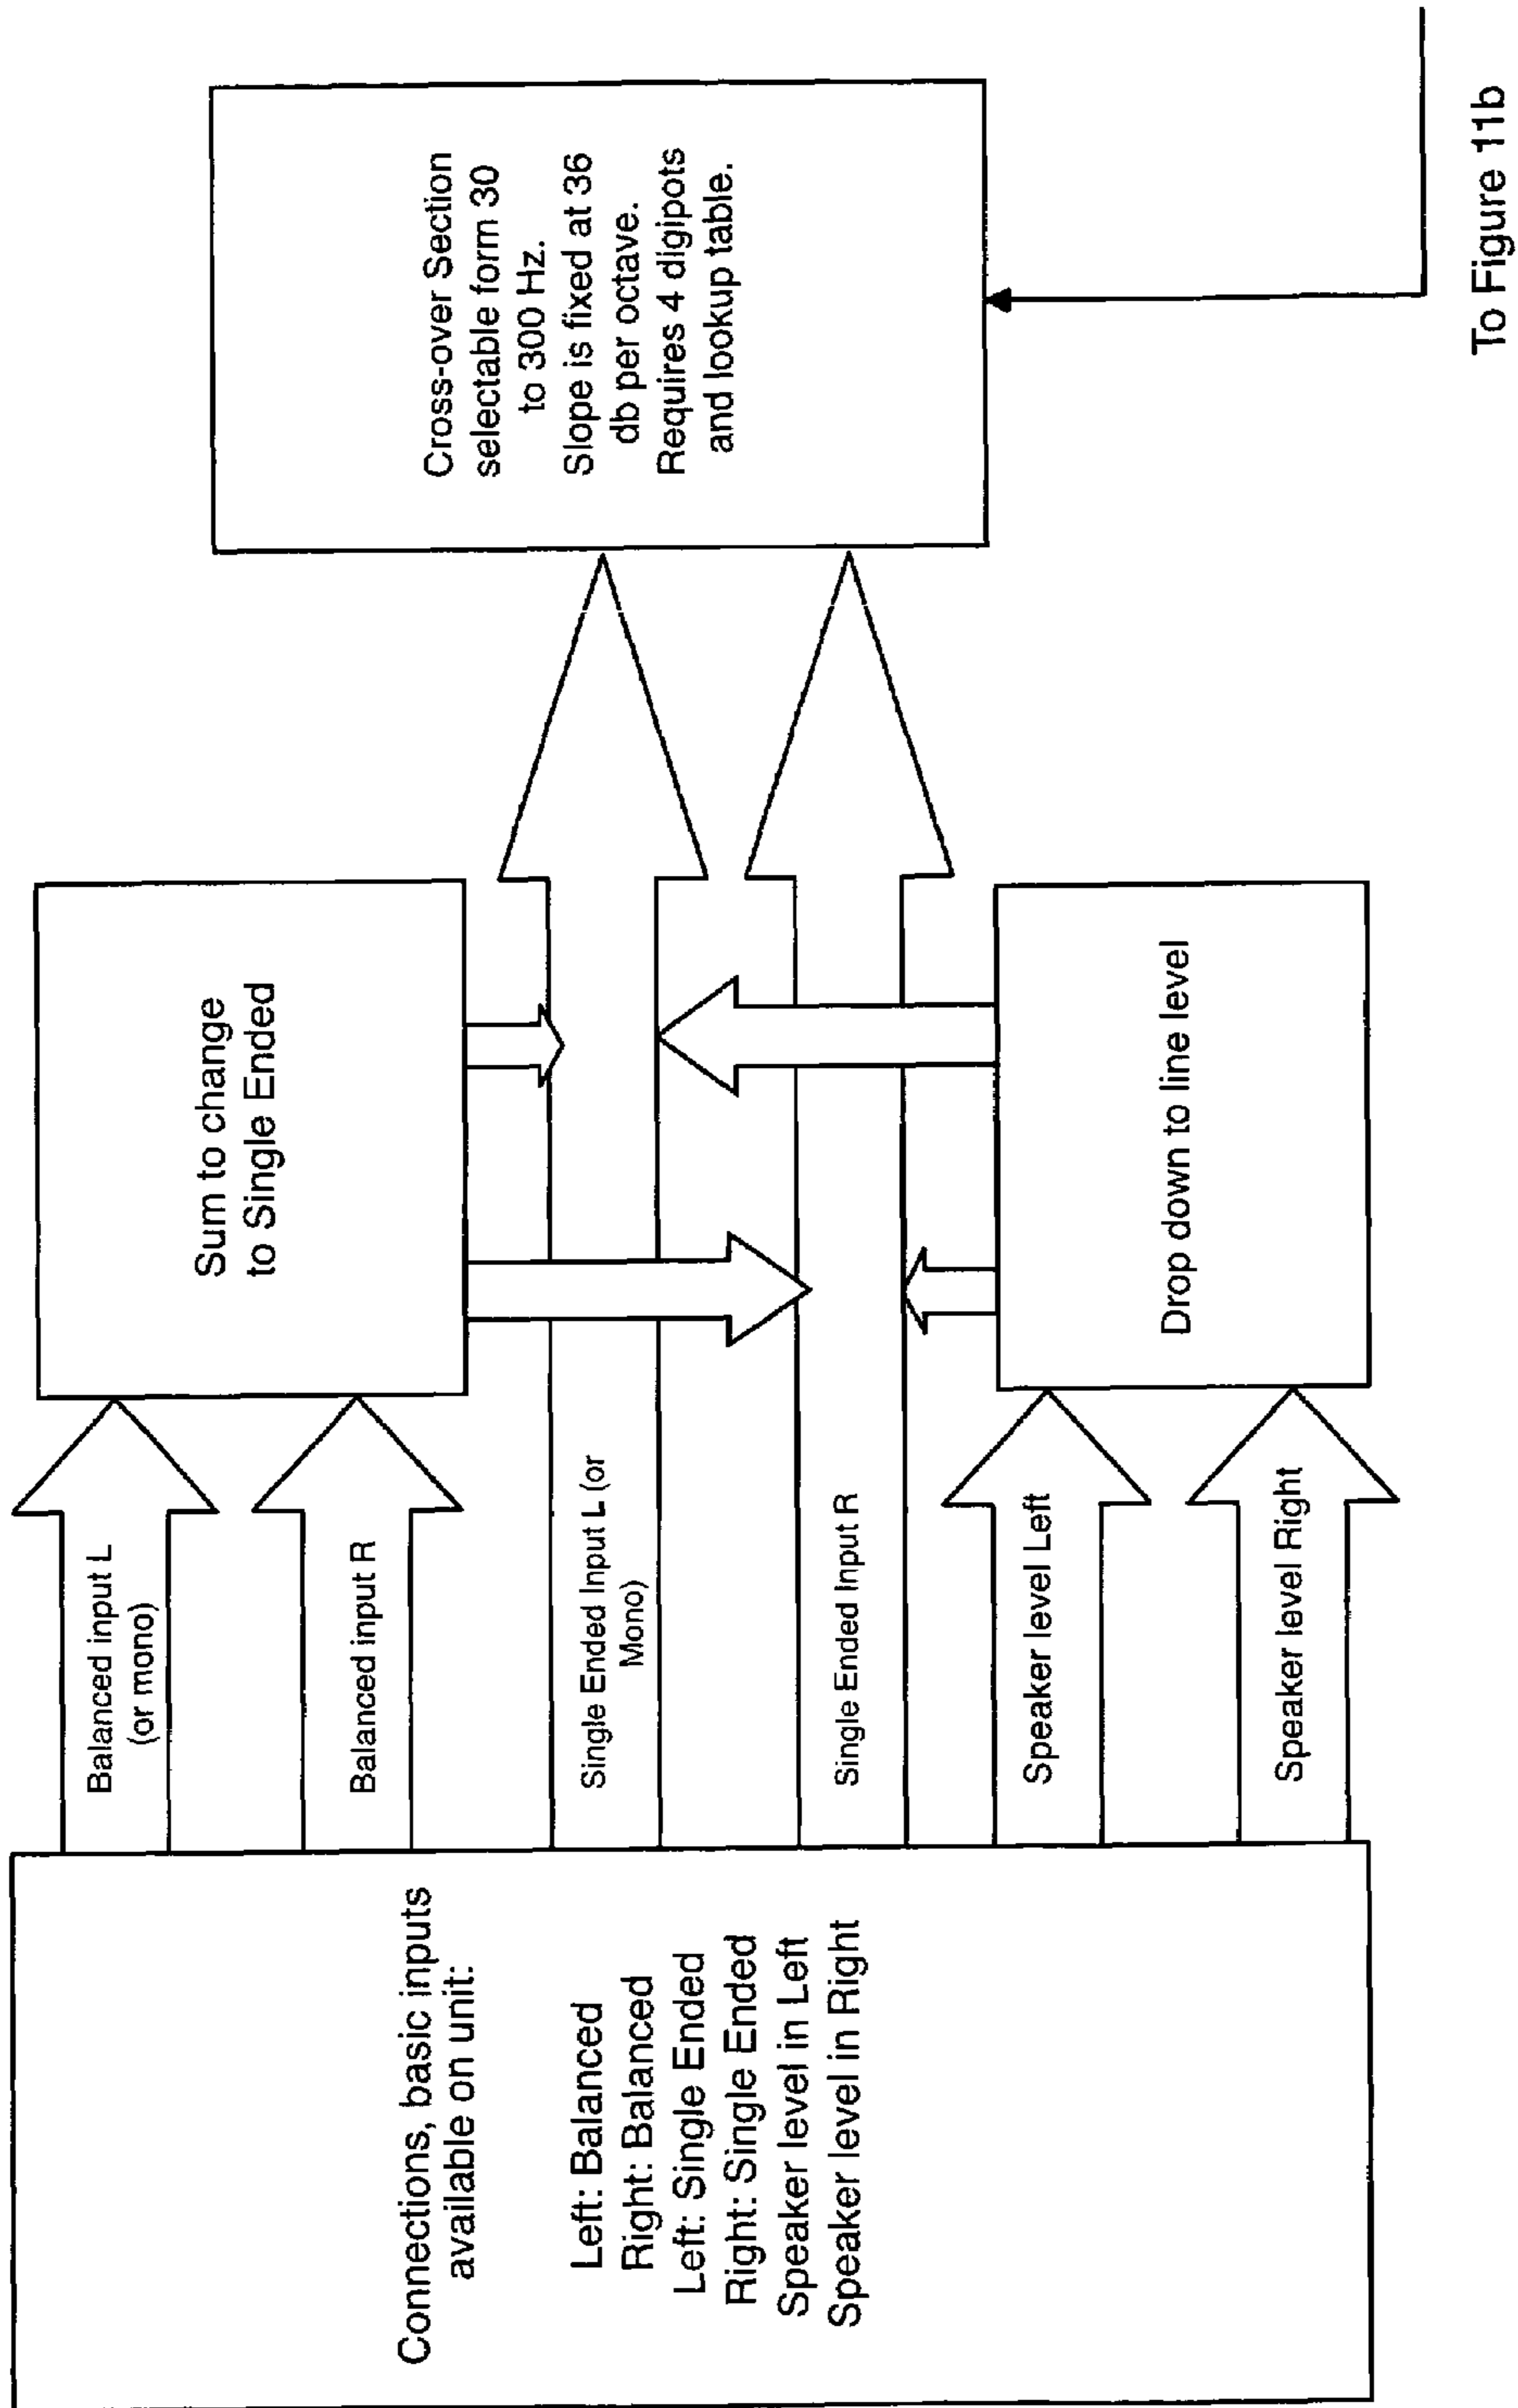 Connections, basic inputs
available on unit:
Left: Balanced
Right: Balanced
Left: Single Ended
Right: Single Ended
Speaker level in Left
Speaker level in Right
Balanced input L
(or mono)
Balanced input R
Single Ended Input L (or
Mono)
Single Ended Input R
Speaker level Left
Speaker level Right
Sum to change
to Single Ended
Drop down to line level
Cross-over Section
selectable form 30
to 300 Hz.
Slope is fixed at 36
db per octave.
Requires 4 digipots
and lookup table.
To Figure 11b